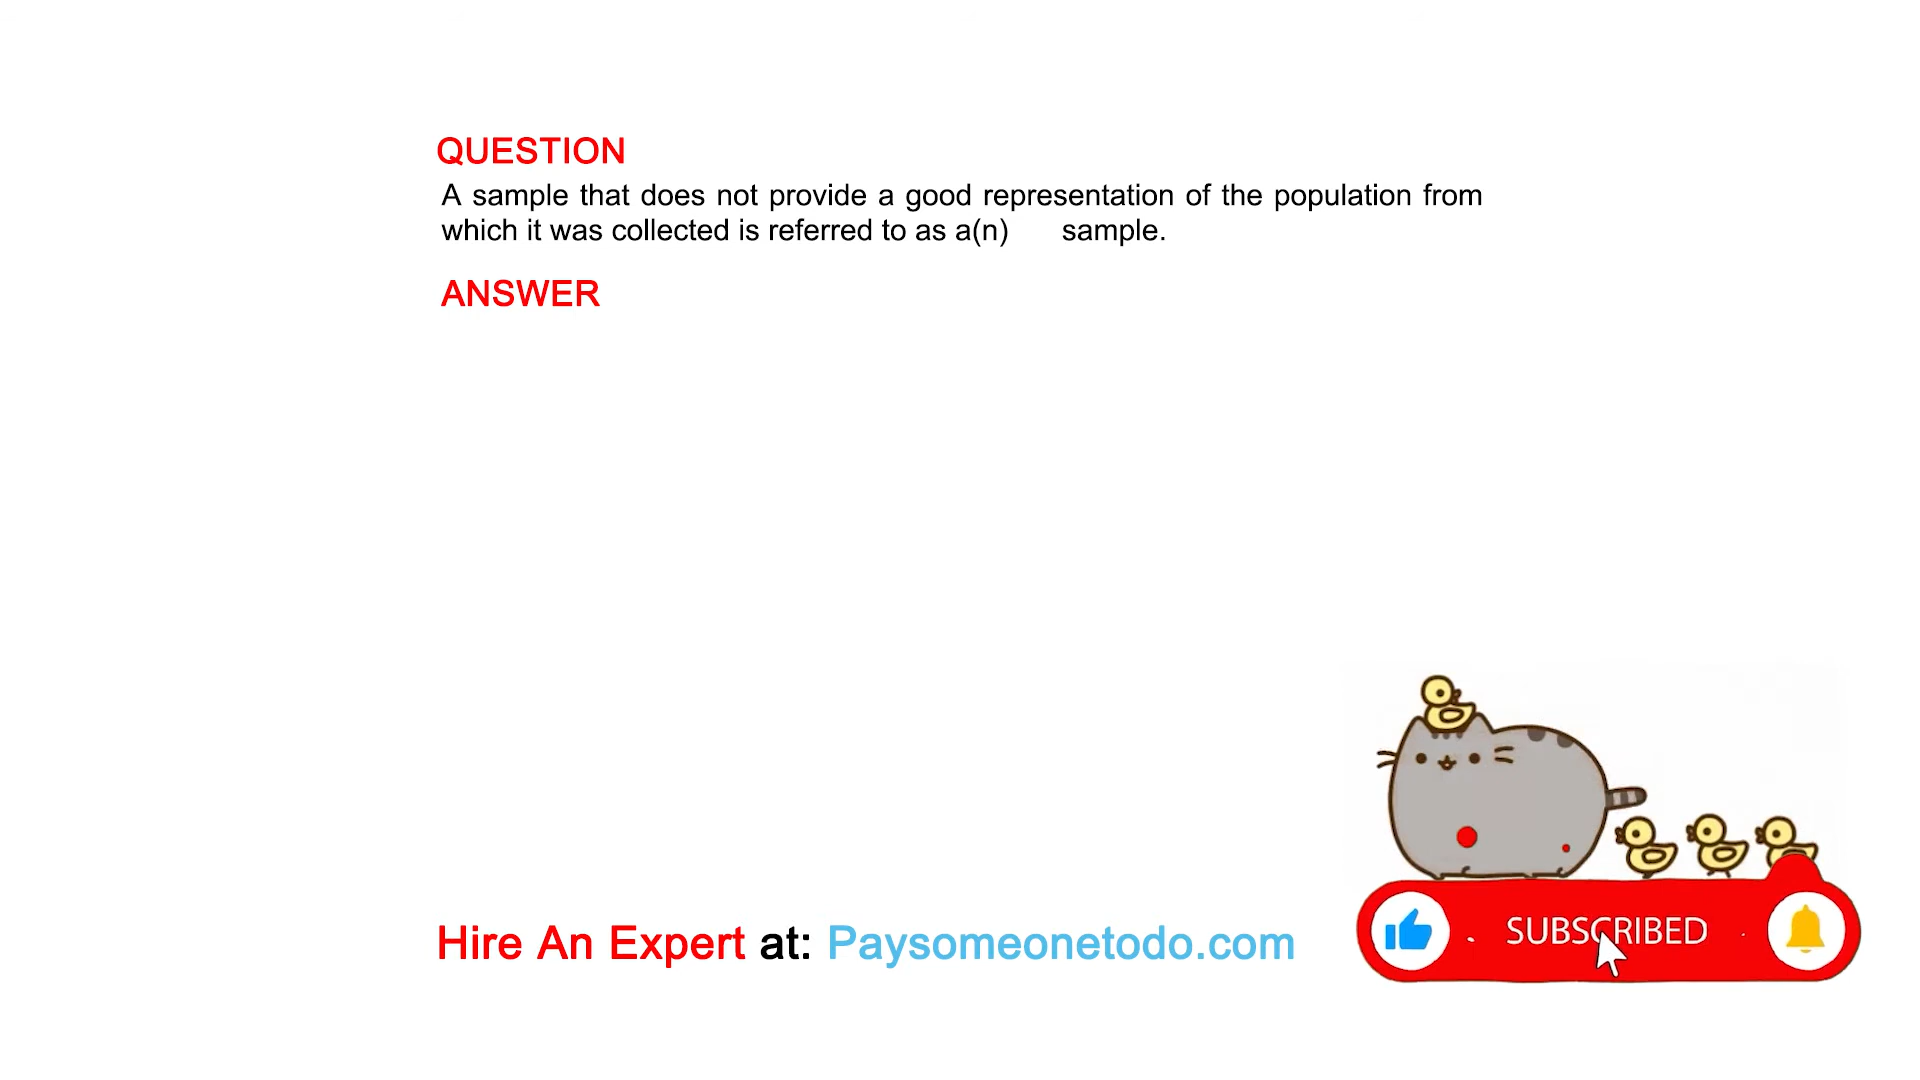 QUESTION
A sample that does not provide a good representation of the population from
which it was collected is referred to as a(n) sample.
ANSWER
Hire An Expert at: Paysomeonetodo.com
SUBSCRIBED